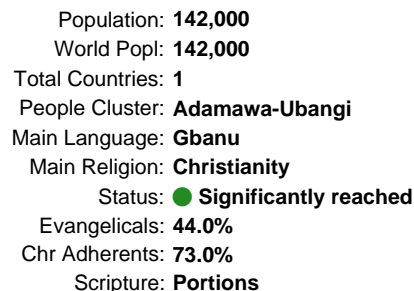 Population: 142,000
World Popl: 142,000
Total Countries: 1
People Cluster: Adamawa-Ubangi
Main Language: Gbanu
Main Religion: Christianity
Status: Significantly reached
Evangelicals: 44.0%
Chr Adherents: 73.0%
Scripture: Portions